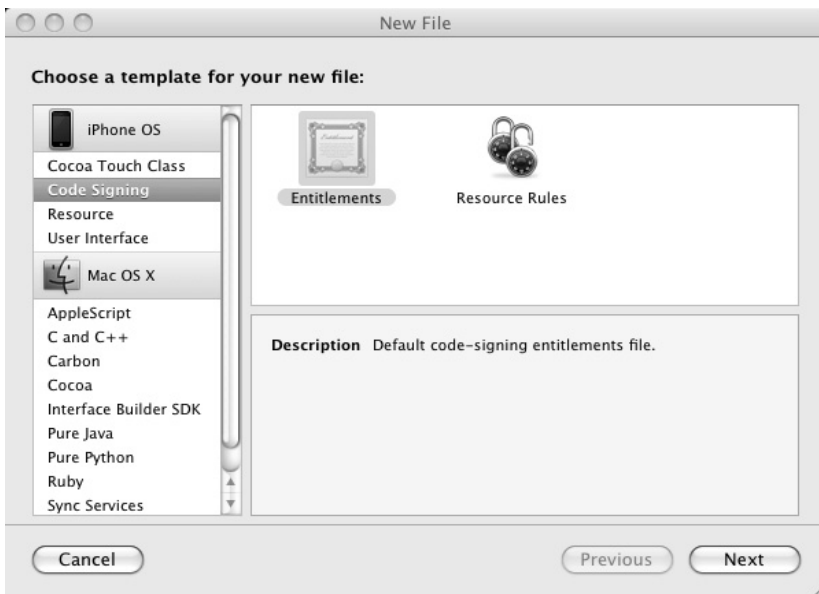 New File
Choose a template for your new file:
iPhone OS
Cocoa Touch Class
Code Signing
Resource
User Interface
Mac OS X
AppleScript
C and C++
Carbon
Cocoa
Interface Builder SDK
Pure Java
Pure Python
Ruby
Sync Services
Entitlements
Resource Rules
Description Default code-signing entitlements file.
Cancel
Previous
Next